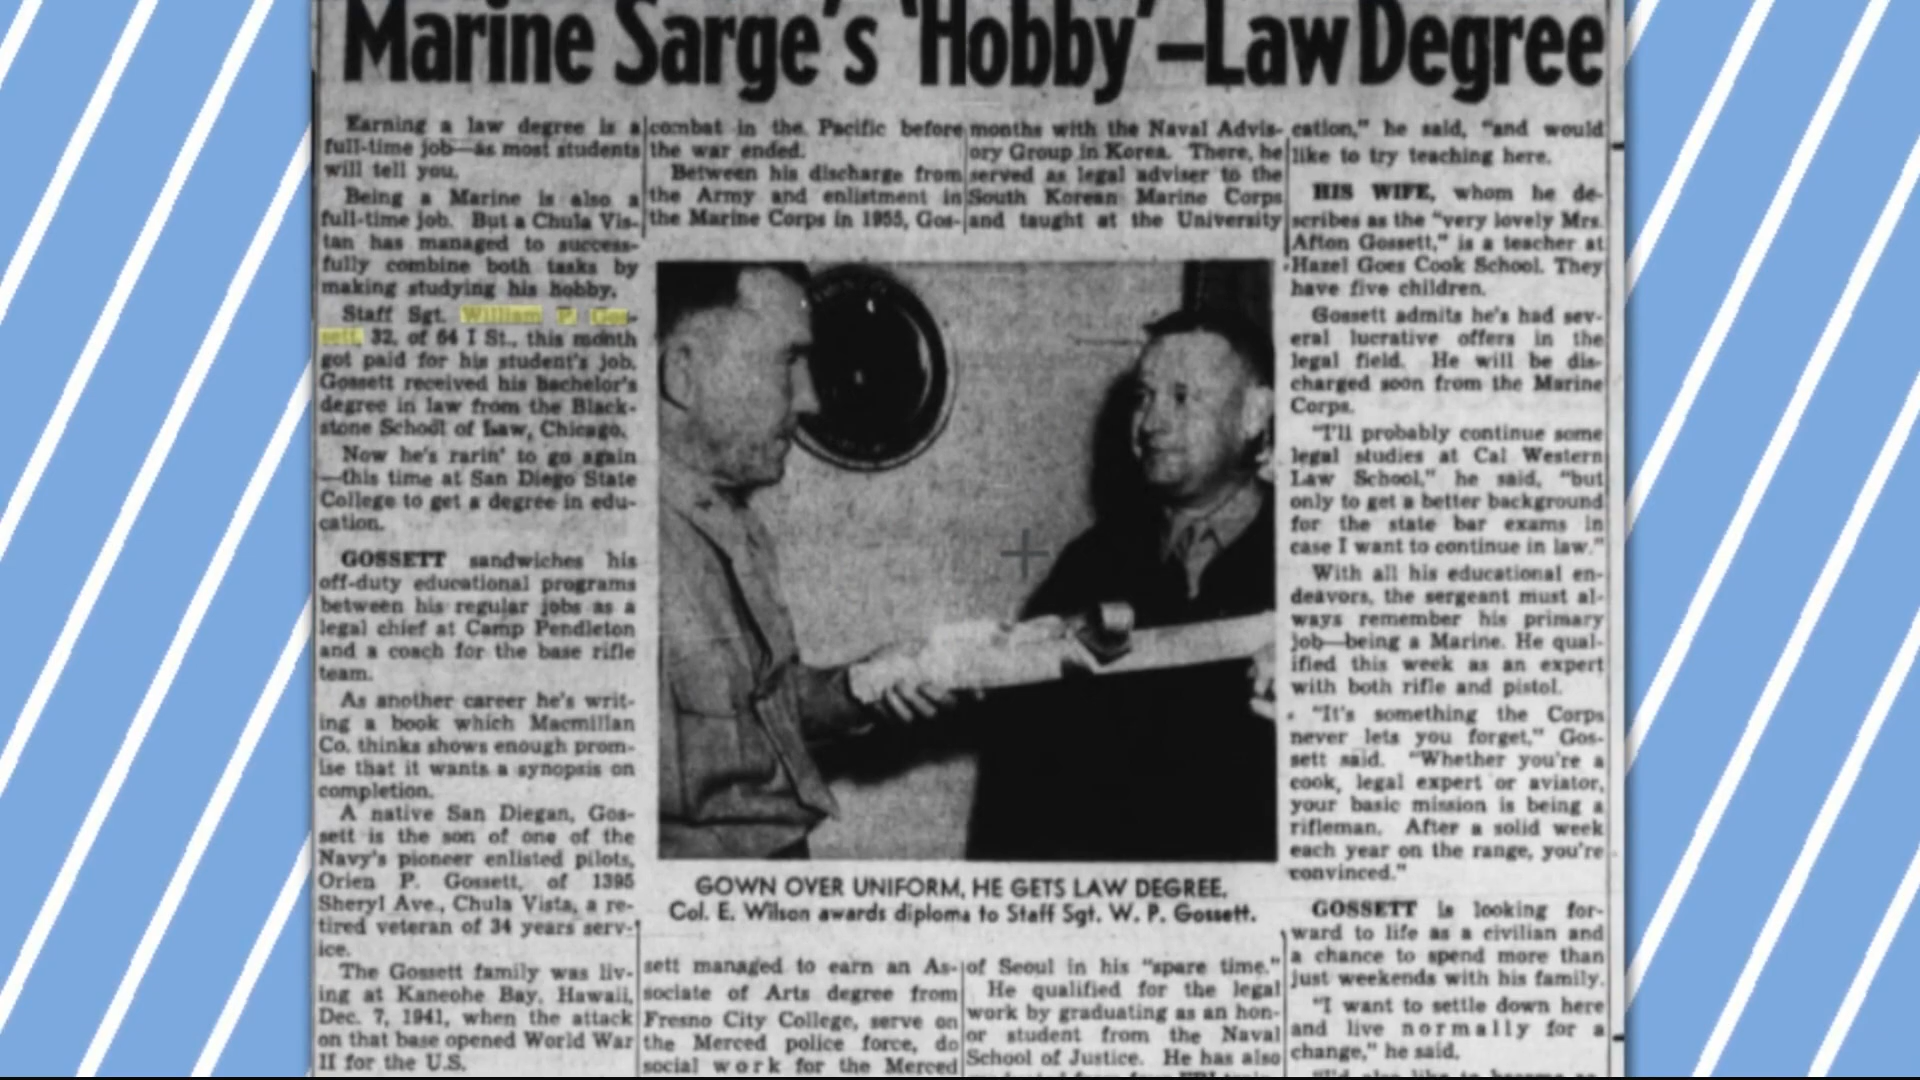 Marine Sarge's 'Hobby'—Law Degree
Earning a law degree is a
full-time job—as most students
will tell you.
Being a Marine is also a
full-time job. But a Chula Vis-
tan has managed to success-
fully combine both tasks by
making studying his hobby.
Staff Sgt. William P. Gos-
sett, 32, of 64 I St., this month
got paid for his student's job.
Gossett received his Bachelor's
degree in law from the Black-
stone School of Law, Chicago.
Now he's rarin' to go again
—this time at San Diego State
College to get a degree in edu-
cation.
GOSSETT sandwiches his
off-duty educational programs
between his regular jobs as a
legal chief at Camp Pendleton
and a coach for the base rifle
team.
As another career he's writ-
ing a book which Macmillan
Co. thinks shows enough prom-
ise that it wants a synopsis on
completion.
A native San Diegan, Gos-
sett is the son of one of the
Navy's pioneer enlisted pilots,
Orien P. Gossett, of 1395
Sheryl Ave., Chula Vista, a re-
tired veteran of 34 years serv-
ice.
The Gossett family was liv-
ing at Kaneohe Bay, Hawaii,
Dec. 7, 1941, when the attack
on that base opened World War
II for the U.S.
combat in the Pacific before
the war ended.
Between his discharge from
the Army and enlistment in
the Marine Corps in 1955, Gos-
GOWN OVER UNIFORM, HE GETS LAW DEGREE.
Col. E. Wilson awards diploma to Staff Sgt. W. P. Gossett.
sett managed to earn an As-
sociate of Arts degree from
Fresno City College, serve on
the Merced police force, do
social work for the Merced
months with the Naval Advis-
ory Group in Korea. There, he
served as legal adviser to the
South Korean Marine Corps
and taught at the University
of Seoul in his "spare time."
He qualified for the legal
work by graduating as an hon-
or student from the Naval
School of Justice. He has also
cation," he said, "and would
like to try teaching here.
HIS WIFE, whom he de-
scribes as the "very lovely Mrs.
Afton Gossett," is a teacher at
Hazel Goes Cook School. They
have five children.
Gossett admits he's had sev-
eral lucrative offers in the
legal field. He will be dis-
charged soon from the Marine
Corps.
"I'll probably continue some
legal studies at Cal Western
Law School," he said, "but
only to get a better background
for the state bar exams in
case I want to continue in law."
With all his educational en-
deavors, the sergeant must al-
ways remember his primary
job—being a Marine. He qual-
ified this week as an expert
with both rifle and pistol.
"It's something the Corps
never lets you forget," Gos-
sett said. "Whether you're a
cook, legal expert or aviator,
your basic mission is being a
rifleman. After a solid week
each year on the range, you're
convinced."
GOSSETT is looking for-
ward to life as a civilian and
a chance to spend more than
just weekends with his family.
"I want to settle down here
and live normally for a
change," he said.